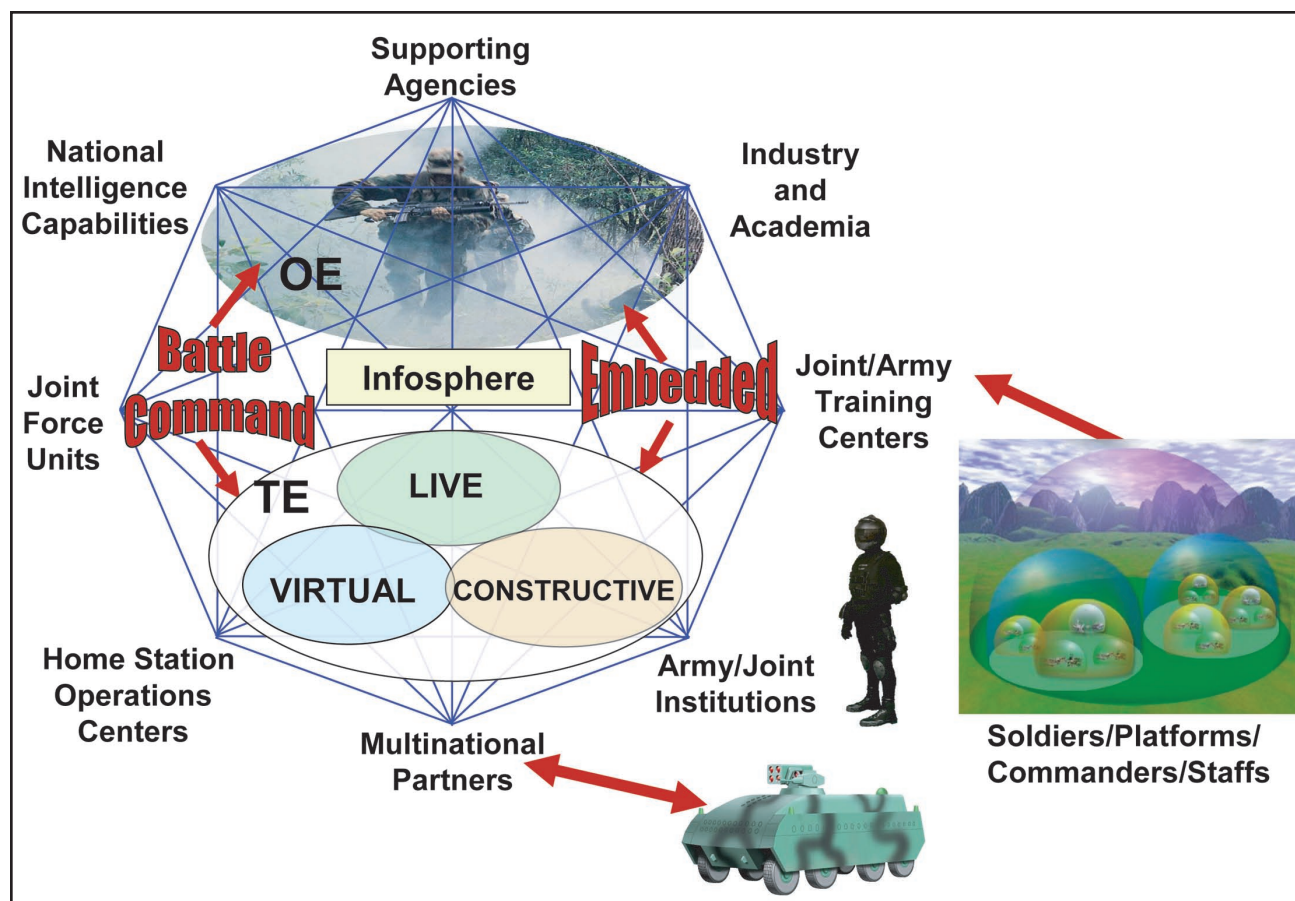 Supporting
Agencies
National
Intelligence
Capabilities
Industry
and
Academia
OE
Battle
Command
Infosphere
Embedded
Joint
Force
Units
Joint/Army
Training
Centers
TE
LIVE
VIRTUAL
CONSTRUCTIVE
Home Station
Operations
Centers
Army/Joint
Institutions
Multinational
Partners
Soldiers/Platforms/
Commanders/Staffs